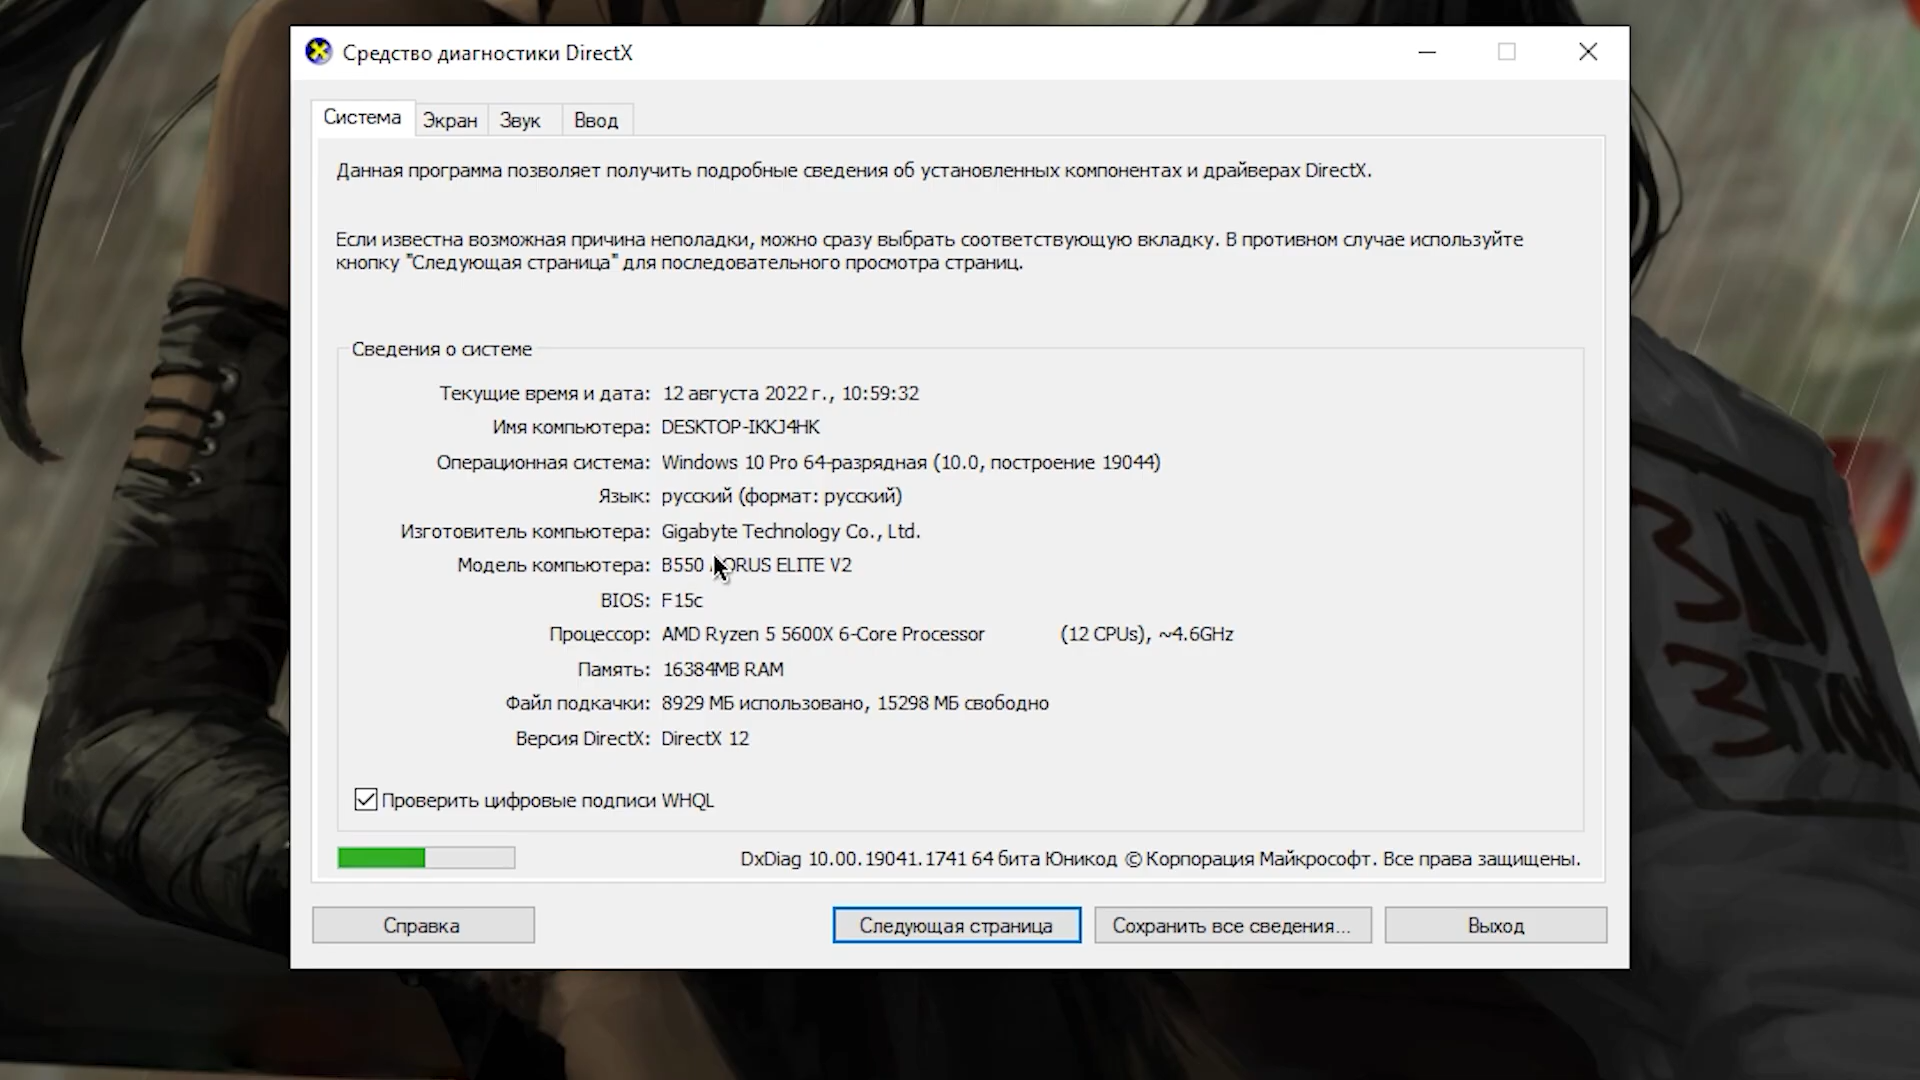 Средство диагностики DirectX
Система Экран Звук Ввод
Данная программа позволяет получить подробные сведения об установленных компонентах и драйверах DirectX.
Если известна возможная причина неполадки, можно сразу выбрать соответствующую вкладку. В противном случае используйте
кнопку "Следующая страница" для последовательного просмотра страниц.
Сведения о системе
Текущие время и дата: 12 августа 2022 г., 10:59:32
Имя компьютера: DESKTOP-IKKJ4HK
Операционная система: Windows 10 Pro 64-разрядная (10.0, построение 19044)
Язык: русский (формат: русский)
Изготовитель компьютера: Gigabyte Technology Co., Ltd.
Модель компьютера: B550 AORUS ELITE V2
BIOS: F15c
Процессор: AMD Ryzen 5 5600X 6-Core Processor (12 CPUs), ~4.6GHz
Память: 16384MB RAM
Файл подкачки: 8929 МБ использовано, 15298 МБ свободно
Версия DirectX: DirectX 12
Проверить цифровые подписи WHQL
DxDiag 10.00.19041.1741 64 бита Юникод © Корпорация Майкрософт. Все права защищены.
Справка Следующая страница Сохранить все сведения... Выход